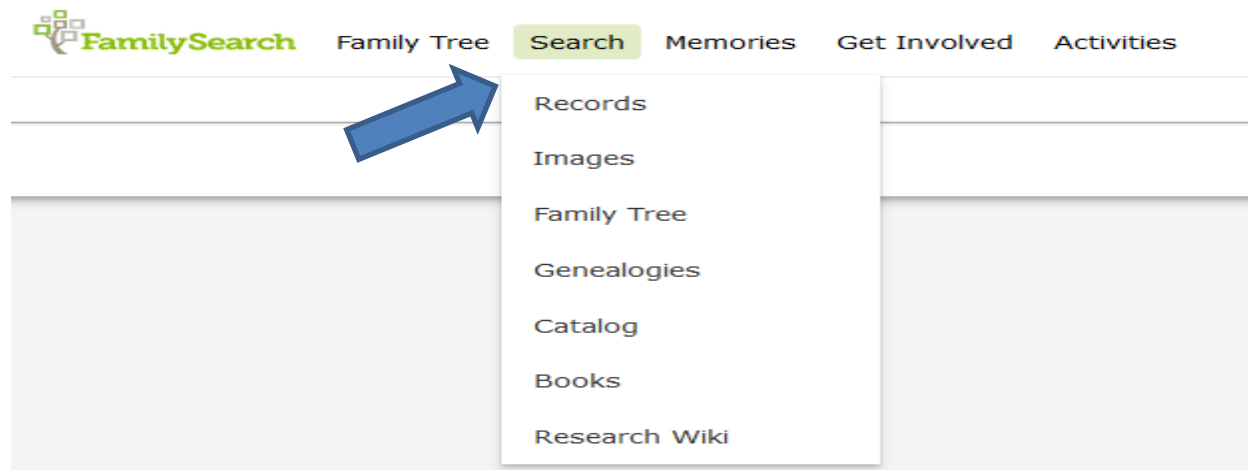 FamilySearch Family Tree Search Memories Get Involved Activities
Records
Images
Family Tree
Genealogies
Catalog
Books
Research Wiki